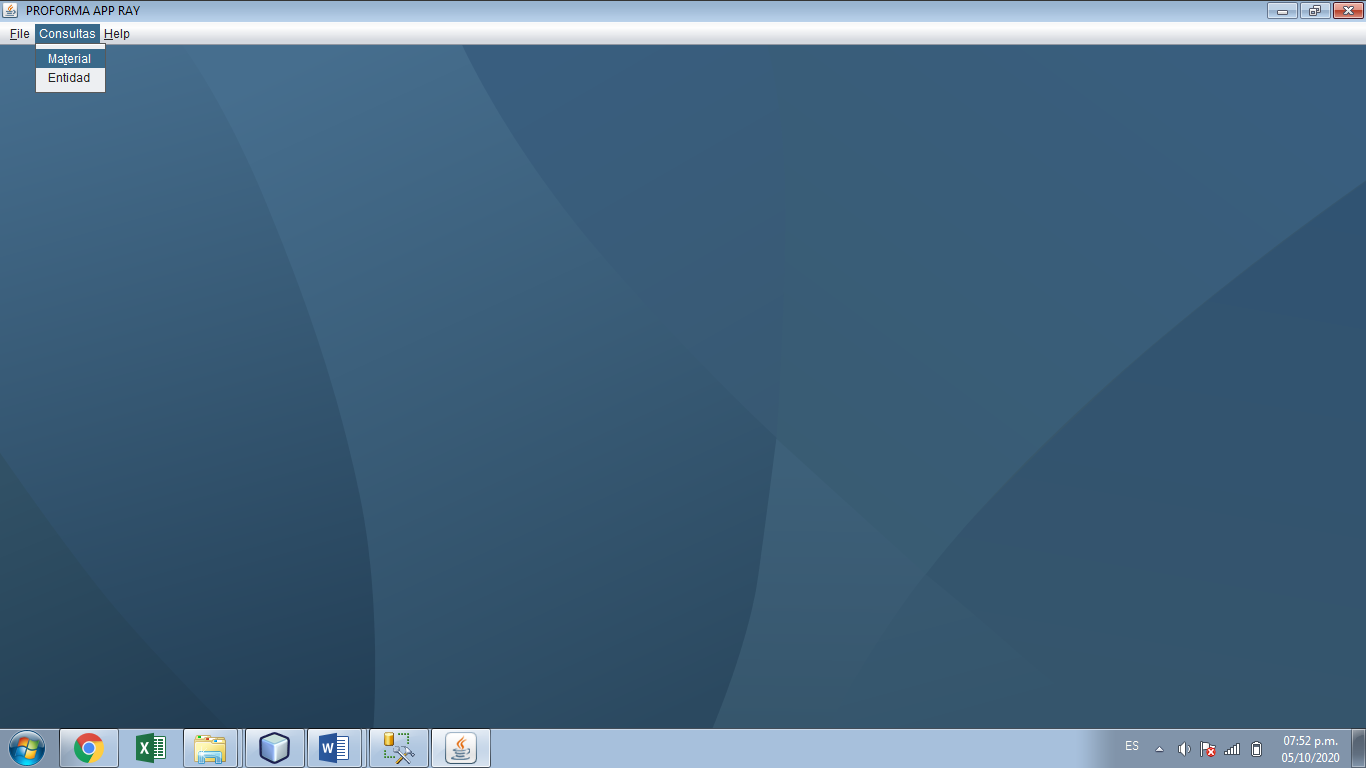 PROFORMA APP RAY
File Consultas Help
Material
Entidad
ES
07:52 p.m.
05/10/2020